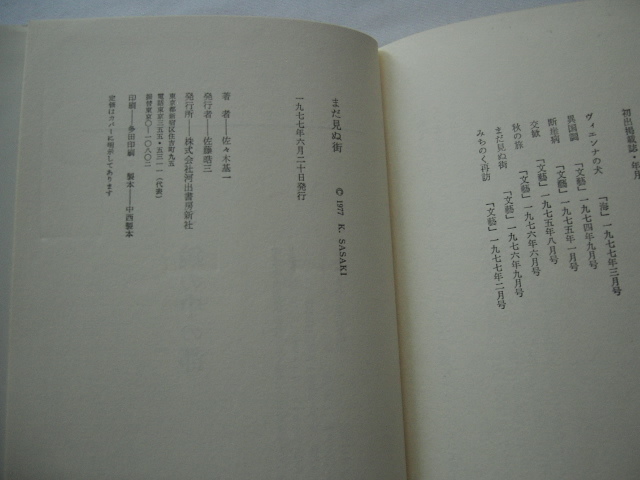 初出掲載誌・年月
ヴィエンナの犬 「海」一九七七年三月号
異国調 「文藝」一九七四年九月号
断崖病 「文藝」一九七五年一月号
交歓 「文藝」一九七五年八月号
秋の旅 「文藝」一九七六年六月号
まだ見ぬ街 「文藝」一九七六年九月号
みちのく再訪 「文藝」一九七七年二月号
まだ見ぬ街 © 1977 K. SASAKI
一九七七年六月二十日発行
著者——佐々木基一
発行者——佐藤皓三
発行所——株式会社河出書房新社
東京都新宿区住吉町九五
電話東京三五五・五三一一(代表)
振替東京〇—一〇八〇二
印刷——多田印刷 製本——中西製本
定価はカバーに表示してあります